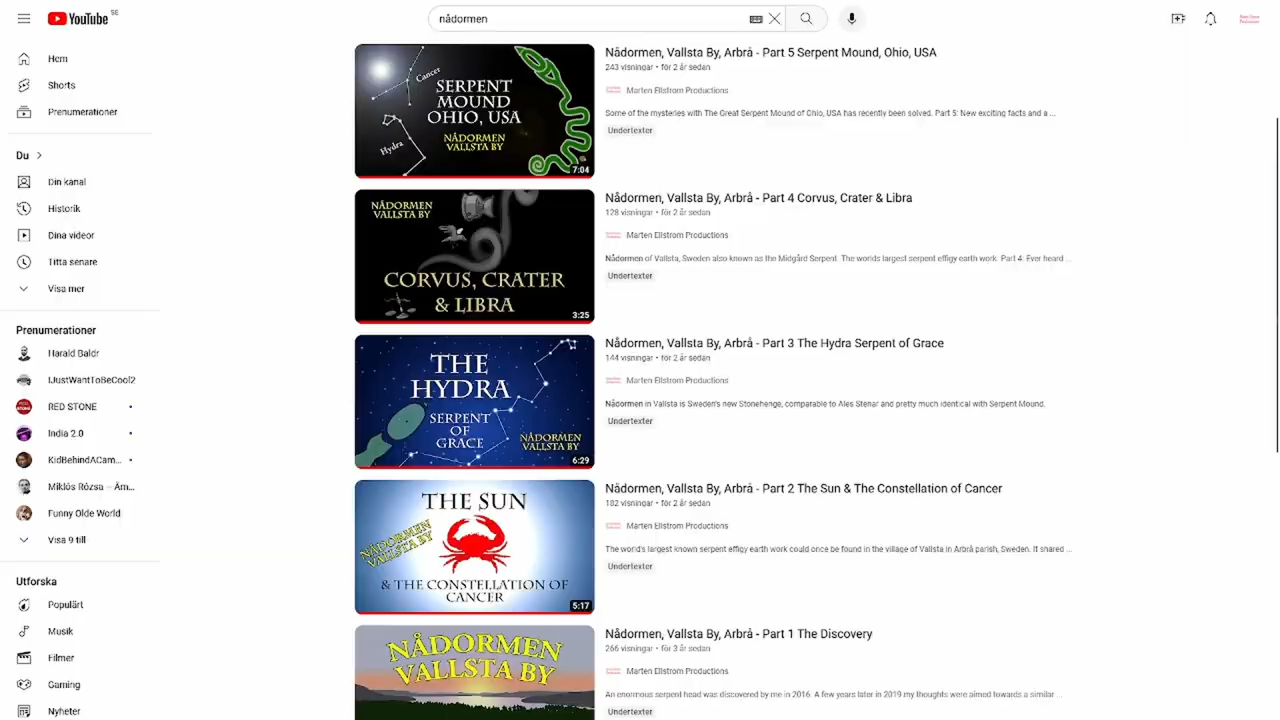 YouTube SE
nådormen
Hem
Shorts
Prenumerationer
Du
Din kanal
Historik
Dina videor
Titta senare
Visa mer
Prenumerationer
Harald Baldr
IJustWantToBeCool2
RED STONE
India 2.0
KidBehindACam...
Miklós Rózsa – Äm...
Funny Olde World
Visa 9 till
Utforska
Populärt
Musik
Filmer
Gaming
Nyheter
Cancer
Hydra
SERPENT
MOUND
OHIO, USA
NÅDORMEN
VALLSTA BY
7:04
Nådormen, Vallsta By, Arbrå - Part 5 Serpent Mound, Ohio, USA
243 visningar • för 2 år sedan
Marten Ellstrom Productions
Some of the mysteries with The Great Serpent Mound of Ohio, USA has recently been solved. Part 5: New exciting facts and a ...
Undertexter
NÅDORMEN
VALLSTA BY
CORVUS, CRATER
& LIBRA
3:25
Nådormen, Vallsta By, Arbrå - Part 4 Corvus, Crater & Libra
128 visningar • för 2 år sedan
Marten Ellstrom Productions
Nådormen of Vallsta, Sweden also known as the Midgård Serpent. The worlds largest serpent effigy earth work. Part 4: Ever heard ...
Undertexter
THE
HYDRA
SERPENT
OF
GRACE
NÅDORMEN
VALLSTA BY
6:29
Nådormen, Vallsta By, Arbrå - Part 3 The Hydra Serpent of Grace
144 visningar • för 2 år sedan
Marten Ellstrom Productions
Nådormen in Vallsta is Sweden's new Stonehenge, comparable to Ales Stenar and pretty much identical with Serpent Mound.
Undertexter
THE SUN
NÅDORMEN
VALLSTA BY
& THE CONSTELLATION OF
CANCER
5:17
Nådormen, Vallsta By, Arbrå - Part 2 The Sun & The Constellation of Cancer
182 visningar • för 2 år sedan
Marten Ellstrom Productions
The world's largest known serpent effigy earth work could once be found in the village of Vallsta in Arbrå parish, Sweden. It shared ...
Undertexter
NÅDORMEN
VALLSTA BY
Nådormen, Vallsta By, Arbrå - Part 1 The Discovery
266 visningar • för 3 år sedan
Marten Ellstrom Productions
An enormous serpent head was discovered by me in 2016. A few years later in 2019 my thoughts were aimed towards a similar ...
Undertexter